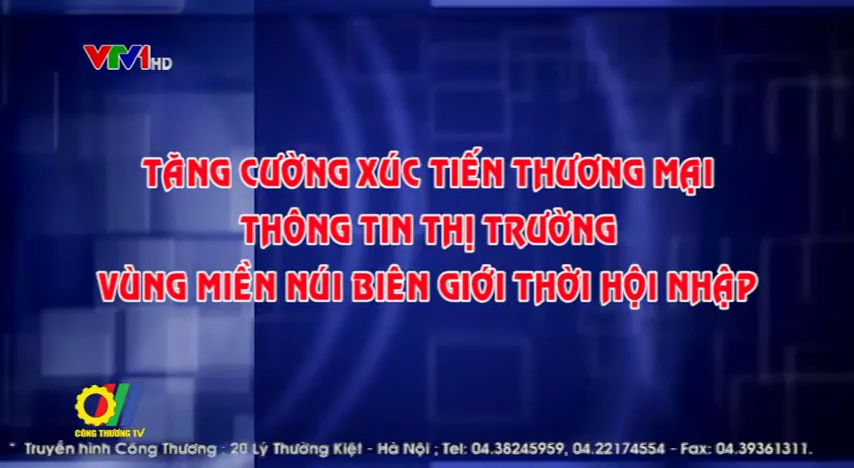 VTV1 HD
TĂNG CƯỜNG XÚC TIẾN THƯƠNG MẠI
THÔNG TIN THỊ TRƯỜNG
VÙNG MIỀN NÚI BIÊN GIỚI THỜI HỘI NHẬP
CÔNG THƯƠNG TV
* Truyền hình Công Thương : 20 Lý Thường Kiệt - Hà Nội ; Tel: 04.38245959, 04.22174554 - Fax: 04.39361311.